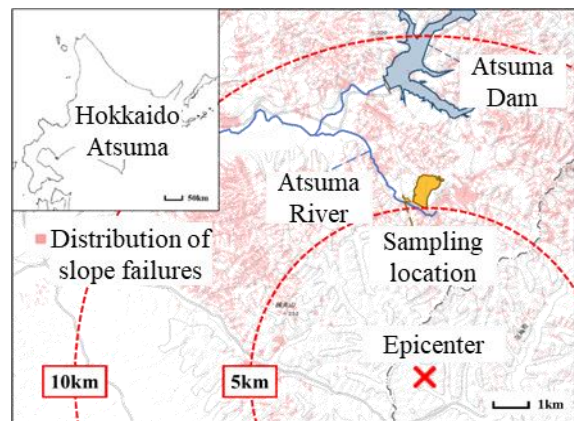 Hokkaido
Atsuma
50km
Atsuma
Dam
Atsuma
River
Sampling
location
Distribution of
slope failures
Epicenter
10km
5km
1km